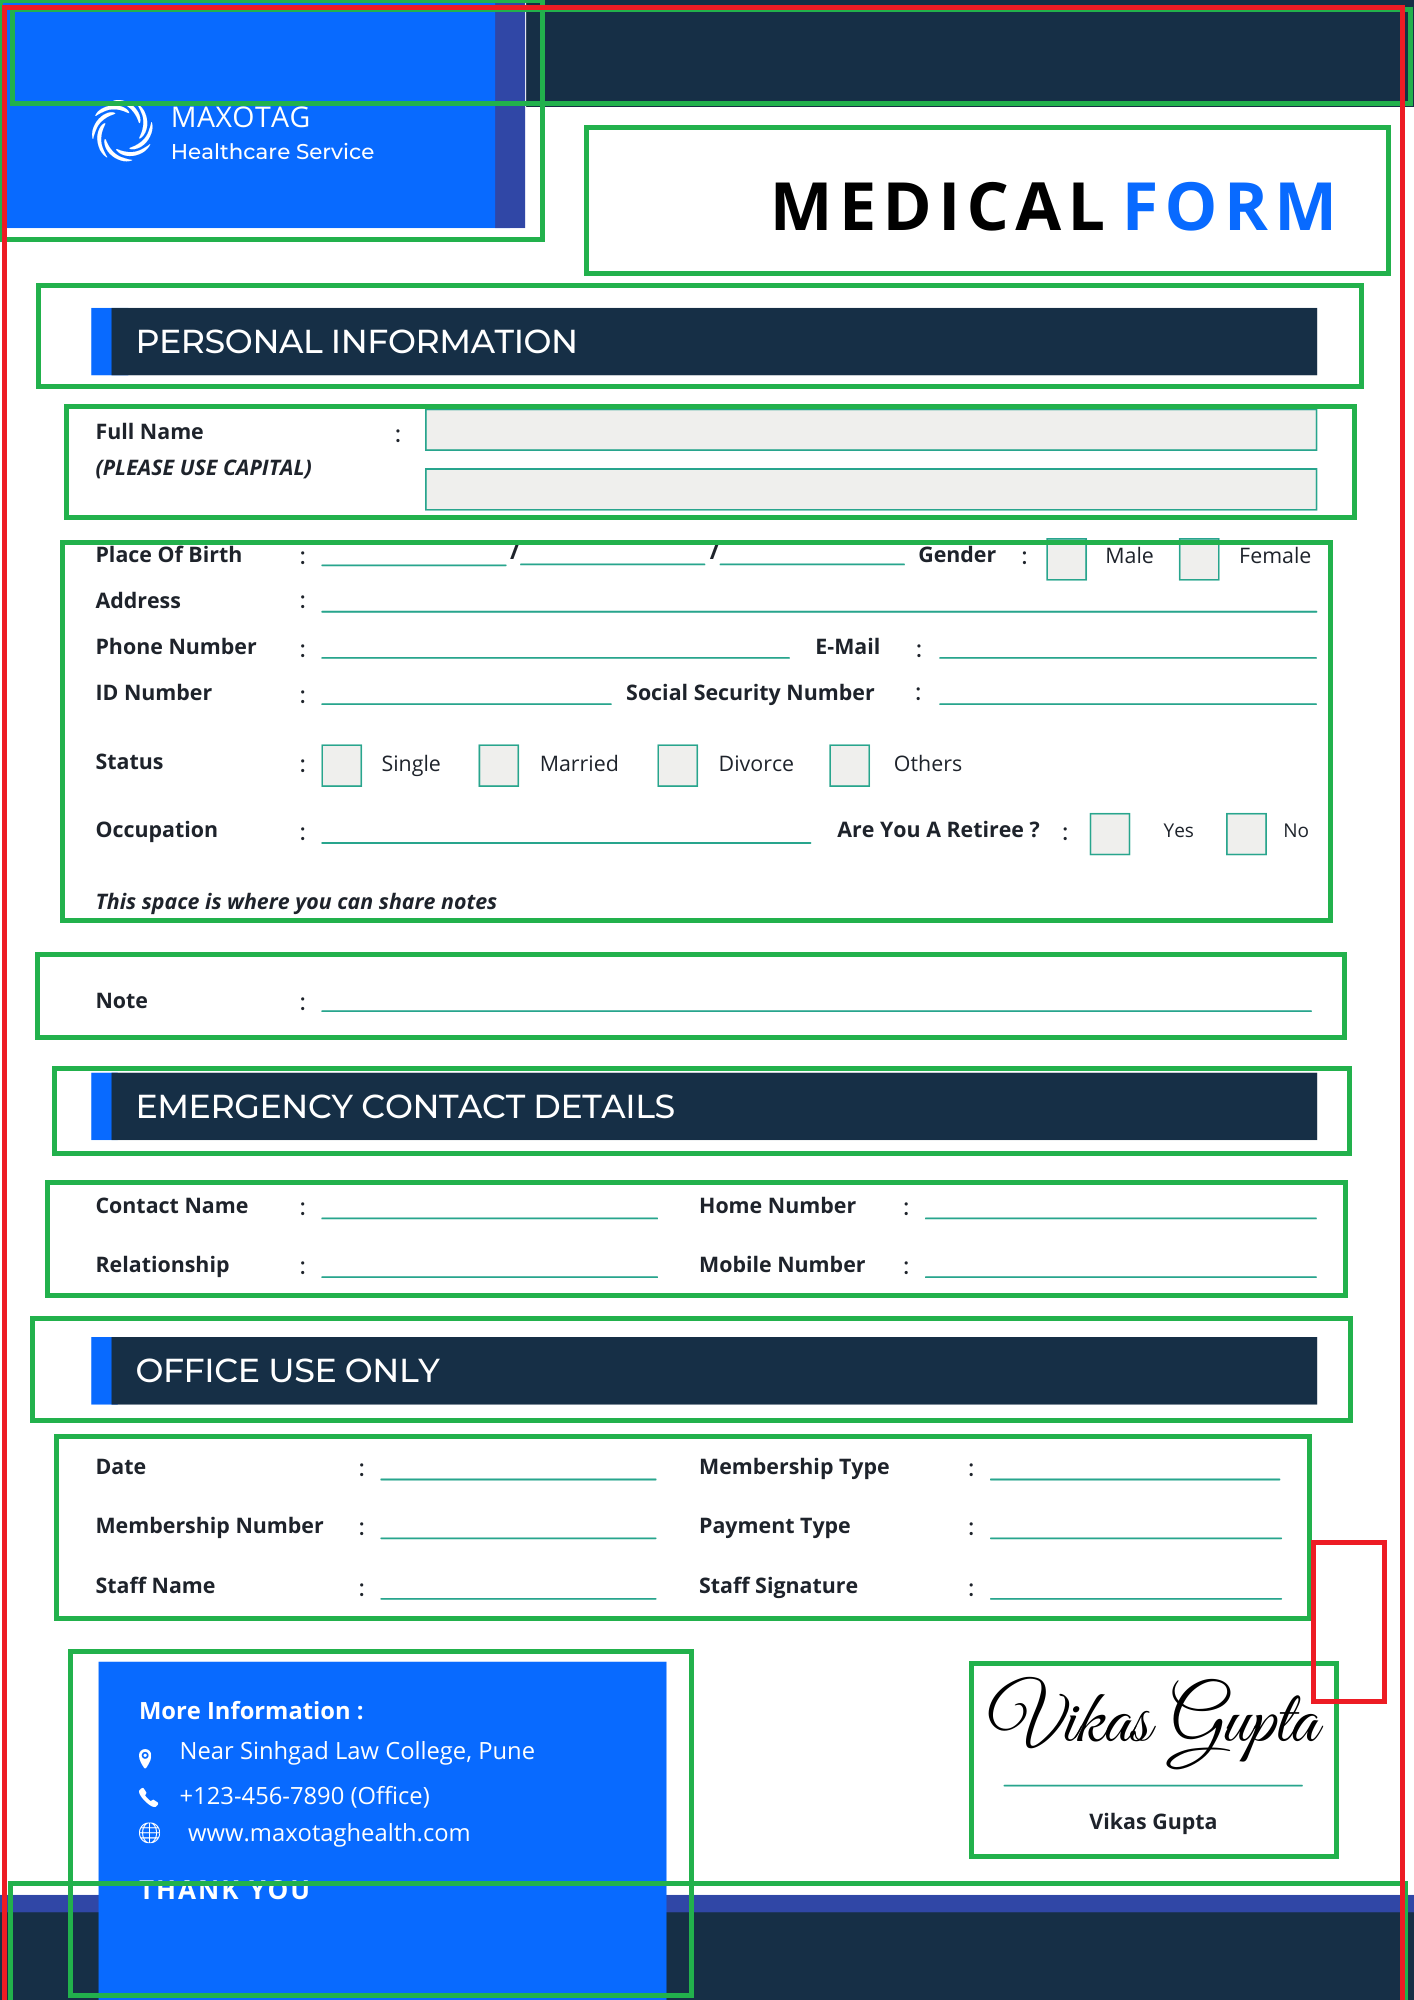 MAXOTAG
Healthcare Service
MEDICAL FORM
PERSONAL INFORMATION
Full Name :
(PLEASE USE CAPITAL)
Place Of Birth : / / Gender : Male Female
Address :
Phone Number : E-Mail :
ID Number : Social Security Number :
Status : Single Married Divorce Others
Occupation : Are You A Retiree ? : Yes No
This space is where you can share notes
Note :
EMERGENCY CONTACT DETAILS
Contact Name : Home Number :
Relationship : Mobile Number :
OFFICE USE ONLY
Date : Membership Type :
Membership Number : Payment Type :
Staff Name : Staff Signature :
More Information :
Near Sinhgad Law College, Pune
+123-456-7890 (Office)
www.maxotaghealth.com
THANK YOU
Vikas Gupta
Vikas Gupta